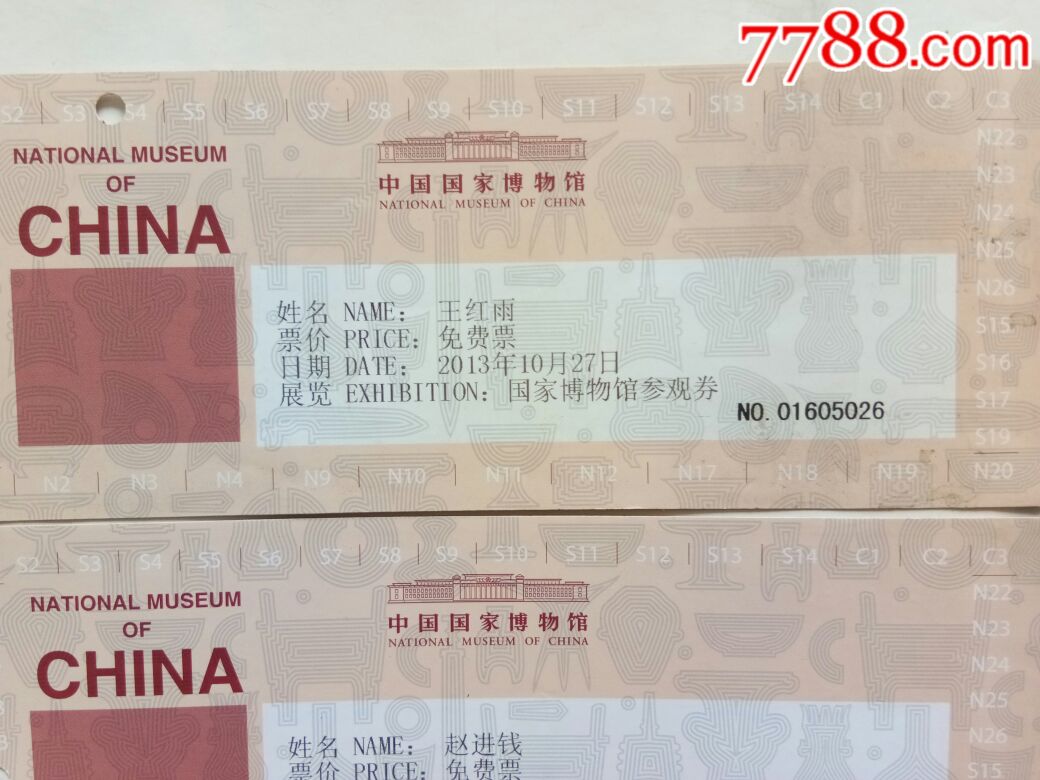 7788.com
S2 S3 S4 S5 S6 S7 S8 S9 S10 S11 S12 S13 S14 C1 C2 C3
NATIONAL MUSEUM
OF
CHINA
中国国家博物馆
NATIONAL MUSEUM OF CHINA
N22
N23
N24
N25
N26
S15
S16
S17
S19
姓名 NAME: 王红雨
票价 PRICE: 免费票
日期 DATE: 2013年10月27日
展览 EXHIBITION: 国家博物馆参观券
NO. 01605026
N2 N3 N4 N9 N10 N11 N12 N17 N18 N19 N20
S2 S3 S4 S5 S6 S7 S8 S9 S10 S11 S12 S13 S14 C1 C2 C3
NATIONAL MUSEUM
OF
CHINA
中国国家博物馆
NATIONAL MUSEUM OF CHINA
N22
N23
N24
N25
N26
S15
姓名 NAME: 赵进钱
票价 PRICE: 免费票